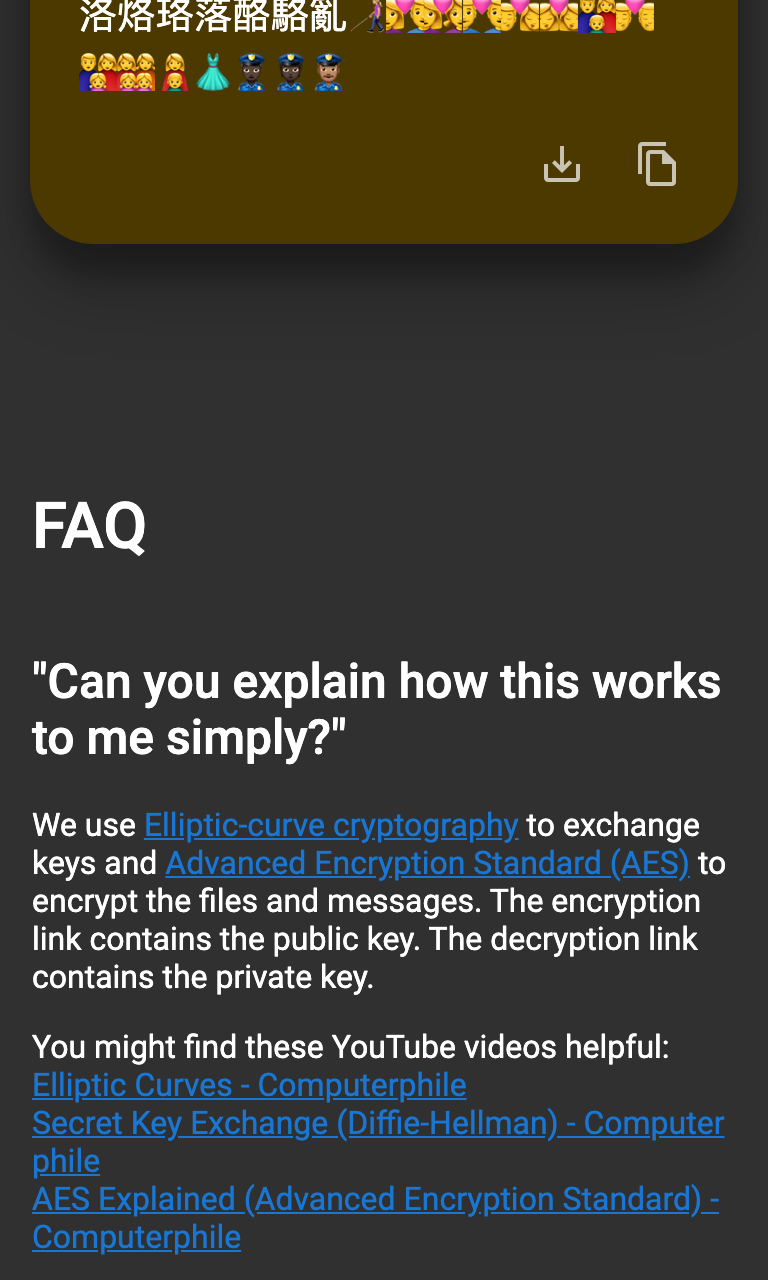 洛烙珞落酪駱亂
FAQ
"Can you explain how this works
to me simply?"
We use Elliptic-curve cryptography to exchange
keys and Advanced Encryption Standard (AES) to
encrypt the files and messages. The encryption
link contains the public key. The decryption link
contains the private key.
You might find these YouTube videos helpful:
Elliptic Curves - Computerphile
Secret Key Exchange (Diffie-Hellman) - Computer
phile
AES Explained (Advanced Encryption Standard) -
Computerphile